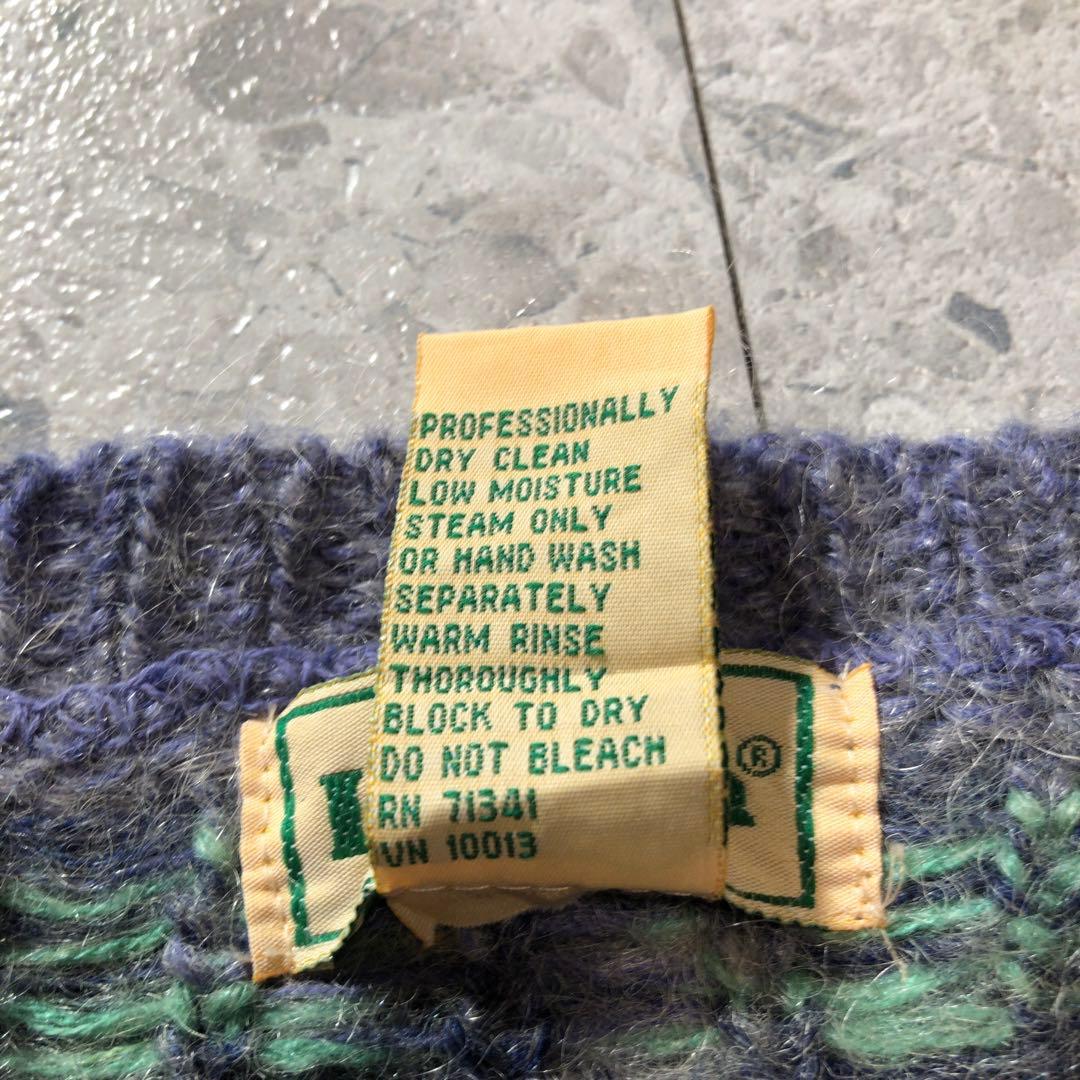 PROFESSIONALLY
DRY CLEAN
LOW MOISTURE
STEAM ONLY
OR HAND WASH
SEPARATELY
WARM RINSE
THOROUGHLY
BLOCK TO DRY
DO NOT BLEACH
RN 71341
VN 10013
®